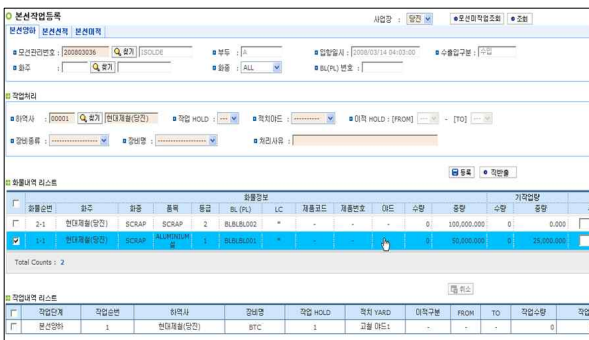 본선작업등록 사업장 : 당진 모선미작업조회 조회
본선양하 본선선적 본선이적
모선관리번호 : 200803036 찾기 ISOLDE 부두 : A 입항일시 : 2008/03/14 04:03:00 수출입구분 : 수입
화주 : 찾기 화종 : ALL BL(PL) 번호 :
작업처리
하역사 : 00001 찾기 현대제철(당진) 작업 HOLD : --- 적치야드 : ---------- 이적 HOLD : [FROM] --- - [TO] ---
장비종류 : ------------------ 장비명 : ------------------ 처리사유 :
등록 직반출
화물내역 리스트
화물정보 기작업량
화물순번 화주 화종 품목 등급 BL (PL) LC 제품코드 제품번호 야드 수량 중량 수량 중량
2-1 현대제철(당진) SCRAP SCRAP 2 BLBLBL002 * - - - 0 100,000.000 0 0.000
1-1 현대제철(당진) SCRAP ALUMINIUM 1 BLBLBL001 * - - 0 50,000.000 0 25,000.000
Total Counts : 2
취소
작업내역 리스트
작업단계 작업순번 하역사 장비명 작업 HOLD 적치 YARD 이적구분 FROM TO 작업수량
본선양하 1 현대제철(당진) BTC 1 고철 야드1 - - - 0